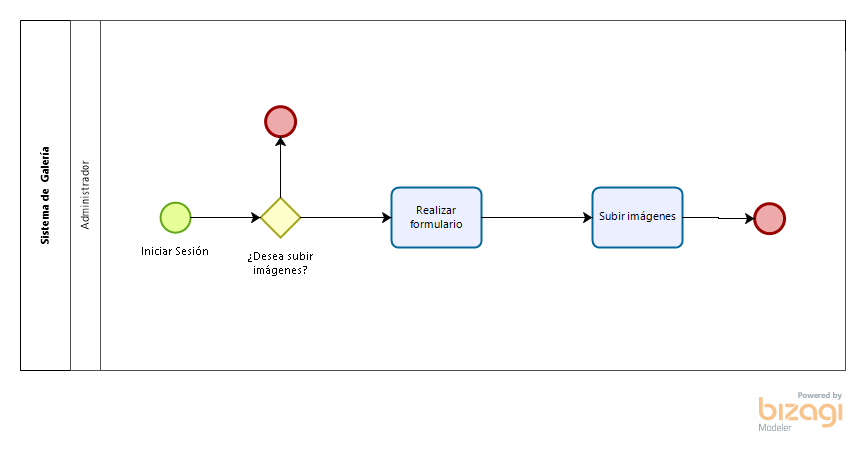 Sistema de Galería
Administrador
Iniciar Sesión
¿Desea subir
imágenes?
Realizar
formulario
Subir imágenes
Powered by
bizagi
Modeler